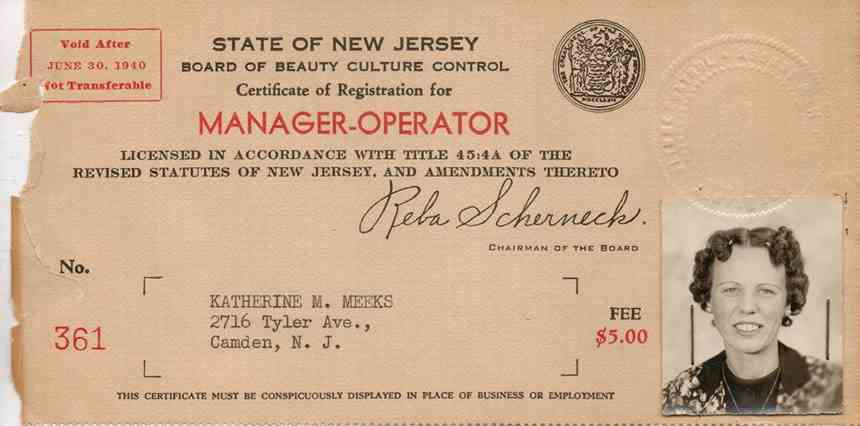 Void After
JUNE 30, 1940
Not Transferable
STATE OF NEW JERSEY
BOARD OF BEAUTY CULTURE CONTROL
Certificate of Registration for
MANAGER-OPERATOR
LICENSED IN ACCORDANCE WITH TITLE 45:4A OF THE
REVISED STATUTES OF NEW JERSEY, AND AMENDMENTS THERETO
Reba Scherneck.
CHAIRMAN OF THE BOARD
No.
361
KATHERINE M. MEEKS
2716 Tyler Ave.,
Camden, N. J.
FEE
$5.00
THIS CERTIFICATE MUST BE CONSPICUOUSLY DISPLAYED IN PLACE OF BUSINESS OR EMPLOYMENT